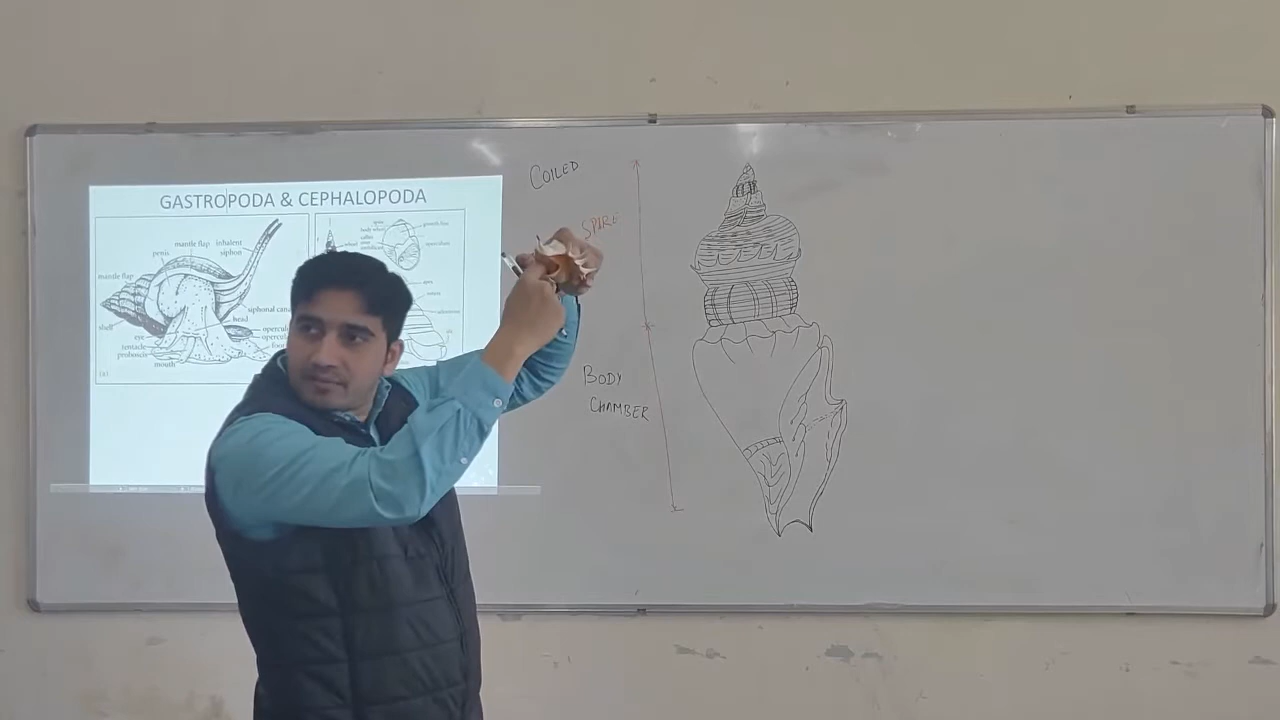 GASTROPODA & CEPHALOPODA
mantle flap
inhalent
siphon
penis
mantle flap
shell
eye
tentacle
proboscis
mouth
siphonal
head
foot
(a)
COILED
SPIRE
BODY
CHAMBER